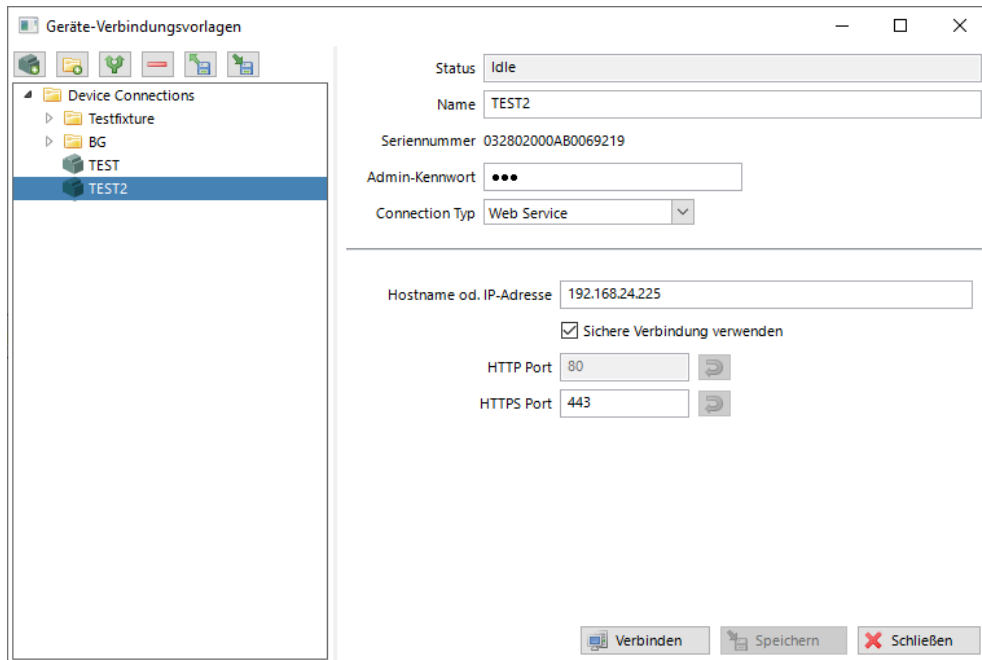 Geräte-Verbindungsvorlagen
Device Connections
Testfixture
BG
TEST
TEST2
Status Idle
Name TEST2
Seriennummer 032802000AB0069219
Admin-Kennwort ●●●
Connection Typ Web Service
Hostname od. IP-Adresse 192.168.24.225
Sichere Verbindung verwenden
HTTP Port 80
HTTPS Port 443
Verbinden Speichern Schließen